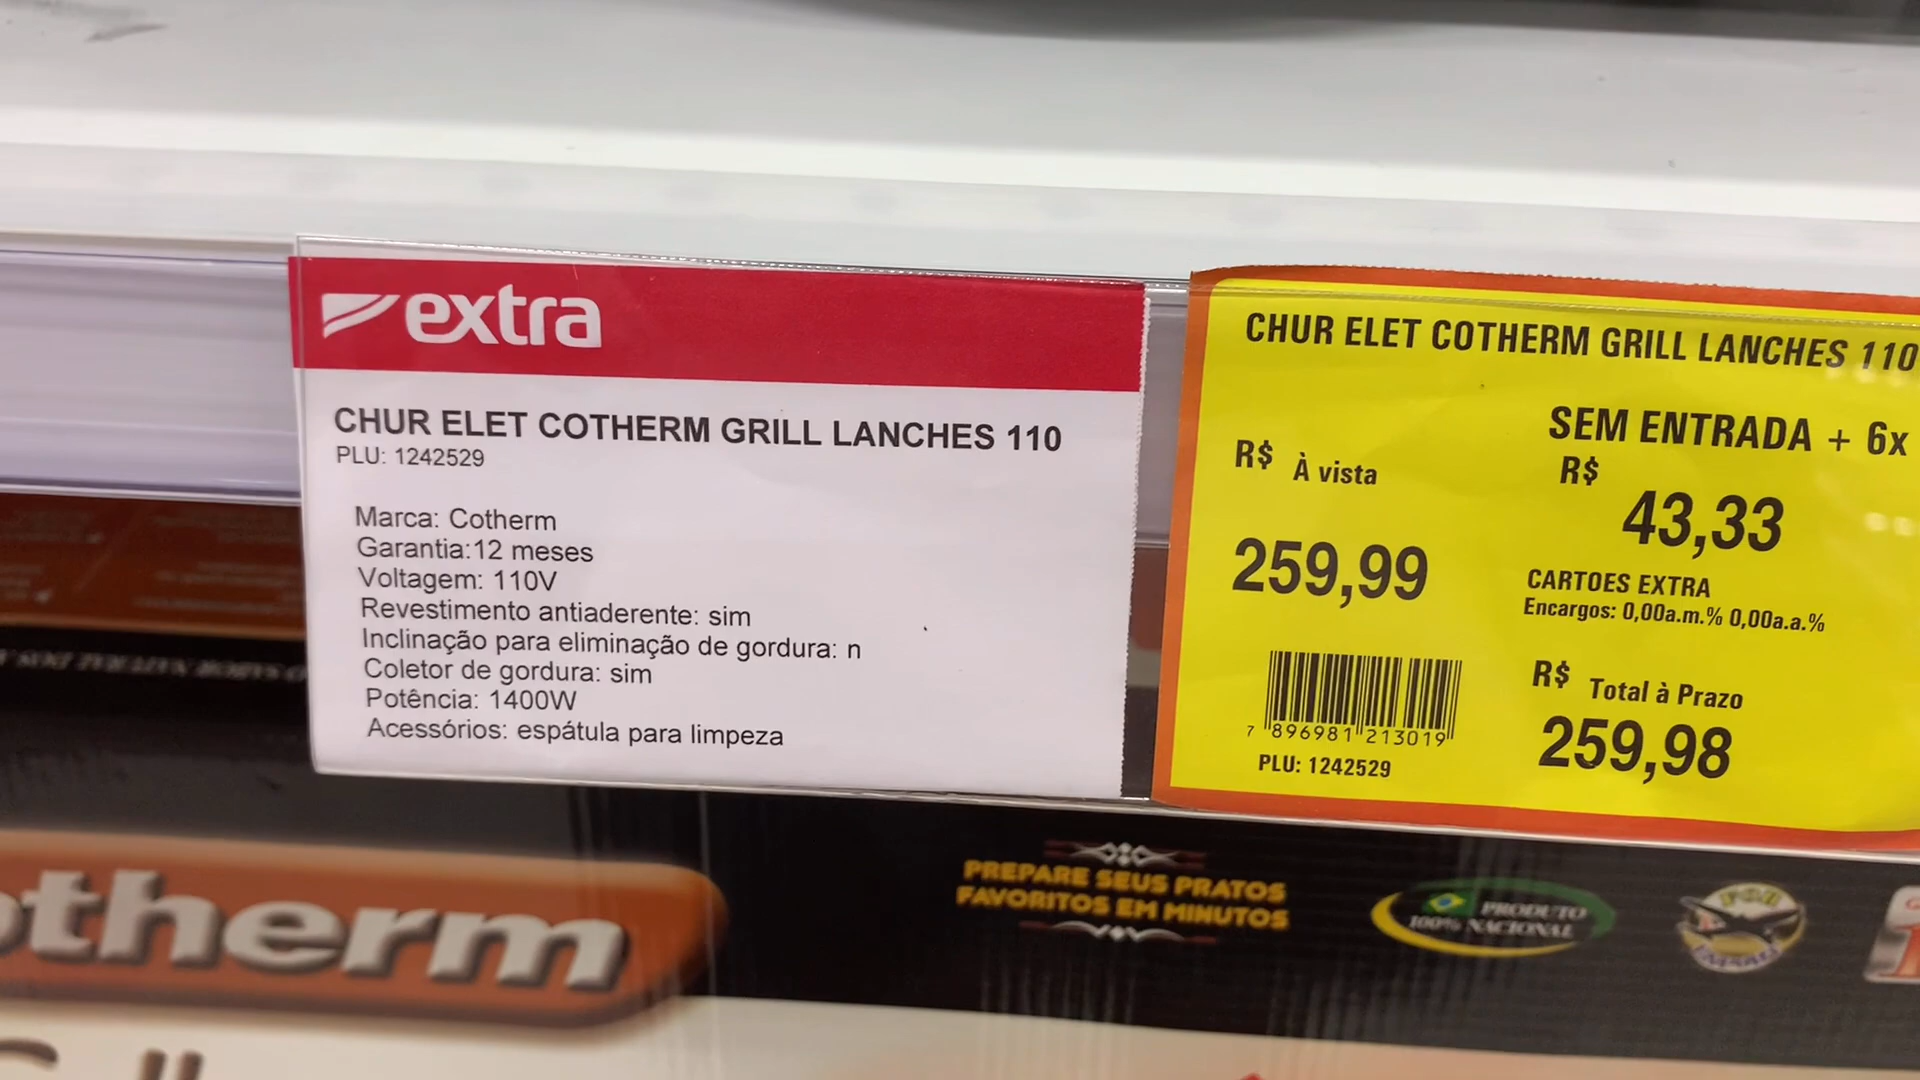 extra
CHUR ELET COTHERM GRILL LANCHES 110
PLU: 1242529
Marca: Cotherm
Garantia:12 meses
Voltagem: 110V
Revestimento antiaderente: sim
Inclinação para eliminação de gordura: n
Coletor de gordura: sim
Potência: 1400W
Acessórios: espátula para limpeza
CHUR ELET COTHERM GRILL LANCHES 110
SEM ENTRADA + 6x
R$ À vista
R$
43,33
259,99
CARTOES EXTRA
Encargos: 0,00a.m.% 0,00a.a.%
R$ Total à Prazo
259,98
7 896981 213019
PLU: 1242529
otherm
PREPARE SEUS PRATOS
FAVORITOS EM MINUTOS
PRODUTO
100% NACIONAL